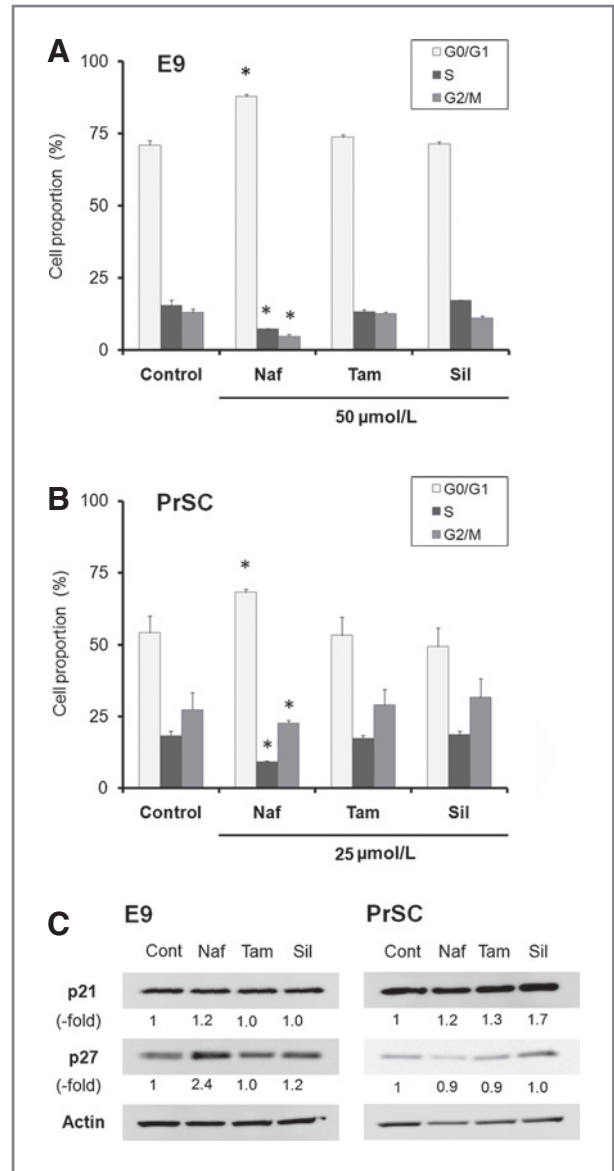 A
E9
G0/G1
S
G2/M
Cell proportion (%)
100
75
50
25
0
*
*
*
Control Naf Tam Sil
50 µmol/L
B
PrSC
G0/G1
S
G2/M
Cell proportion (%)
100
75
50
25
0
*
*
*
Control Naf Tam Sil
25 µmol/L
C
E9 PrSC
Cont Naf Tam Sil Cont Naf Tam Sil
p21
(-fold) 1 1.2 1.0 1.0 1 1.2 1.3 1.7
p27
(-fold) 1 2.4 1.0 1.2 1 0.9 0.9 1.0
Actin